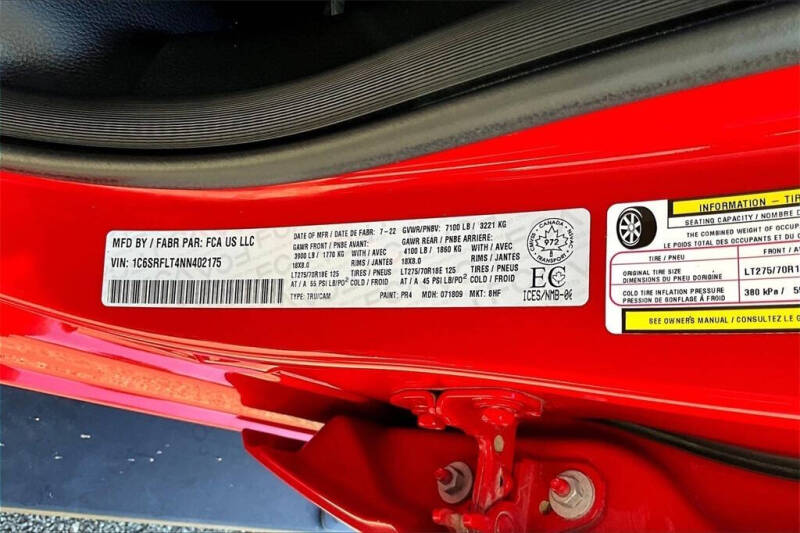 MFD BY / FABR PAR: FCA US LLC
VIN: 1C6SRFLT4NN402175
DATE OF MFR / DATE DE FABR: 7-22 GVWR/PNBV: 7100 LB / 3221 KG
GAWR FRONT / PNBE AVANT: GAWR REAR / PNBE ARRIERE:
3900 LB / 1770 KG WITH / AVEC 4100 LB / 1860 KG WITH / AVEC
18X8.0 RIMS / JANTES 18X8.0 RIMS / JANTES
LT275/70R18E 125 TIRES / PNEUS LT275/70R18E 125 TIRES / PNEUS
AT / A 55 PSI LB/PO² COLD / A FROID AT / A 45 PSI LB/PO² COLD / A FROID
TYPE: TRU/CAM PAINT: PR4 MDH: 071809 MKT: 8HF
CANADA
972
TRANSPORT
EC
ICES/NMB-
INFORMATION - TIR
SEATING CAPACITY / NOMBRE D
THE COMBINED WEIGHT OF OCCUP
LE POIDS TOTAL DES OCCUPANTS ET DU C
TIRE / PNEU
ORIGINAL TIRE SIZE
DIMENSIONS DU PNEU D'ORIGINE
LT275/70R1
COLD TIRE INFLATION PRESSURE
PRESSION DE GONFLAGE À FROID
380 kPa / 55
SEE OWNER'S MANUAL / CONSULTEZ LE G